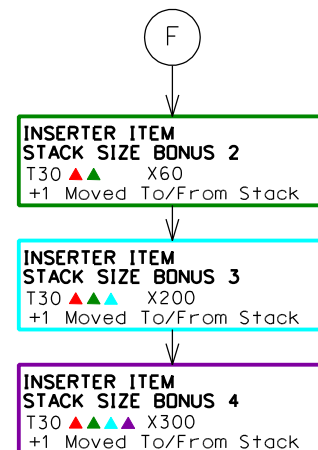 F
INSERTER ITEM
STACK SIZE BONUS 2
T30 X60
+1 Moved To/From Stack
INSERTER ITEM
STACK SIZE BONUS 3
T30 X200
+1 Moved To/From Stack
INSERTER ITEM
STACK SIZE BONUS 4
T30 X300
+1 Moved To/From Stack